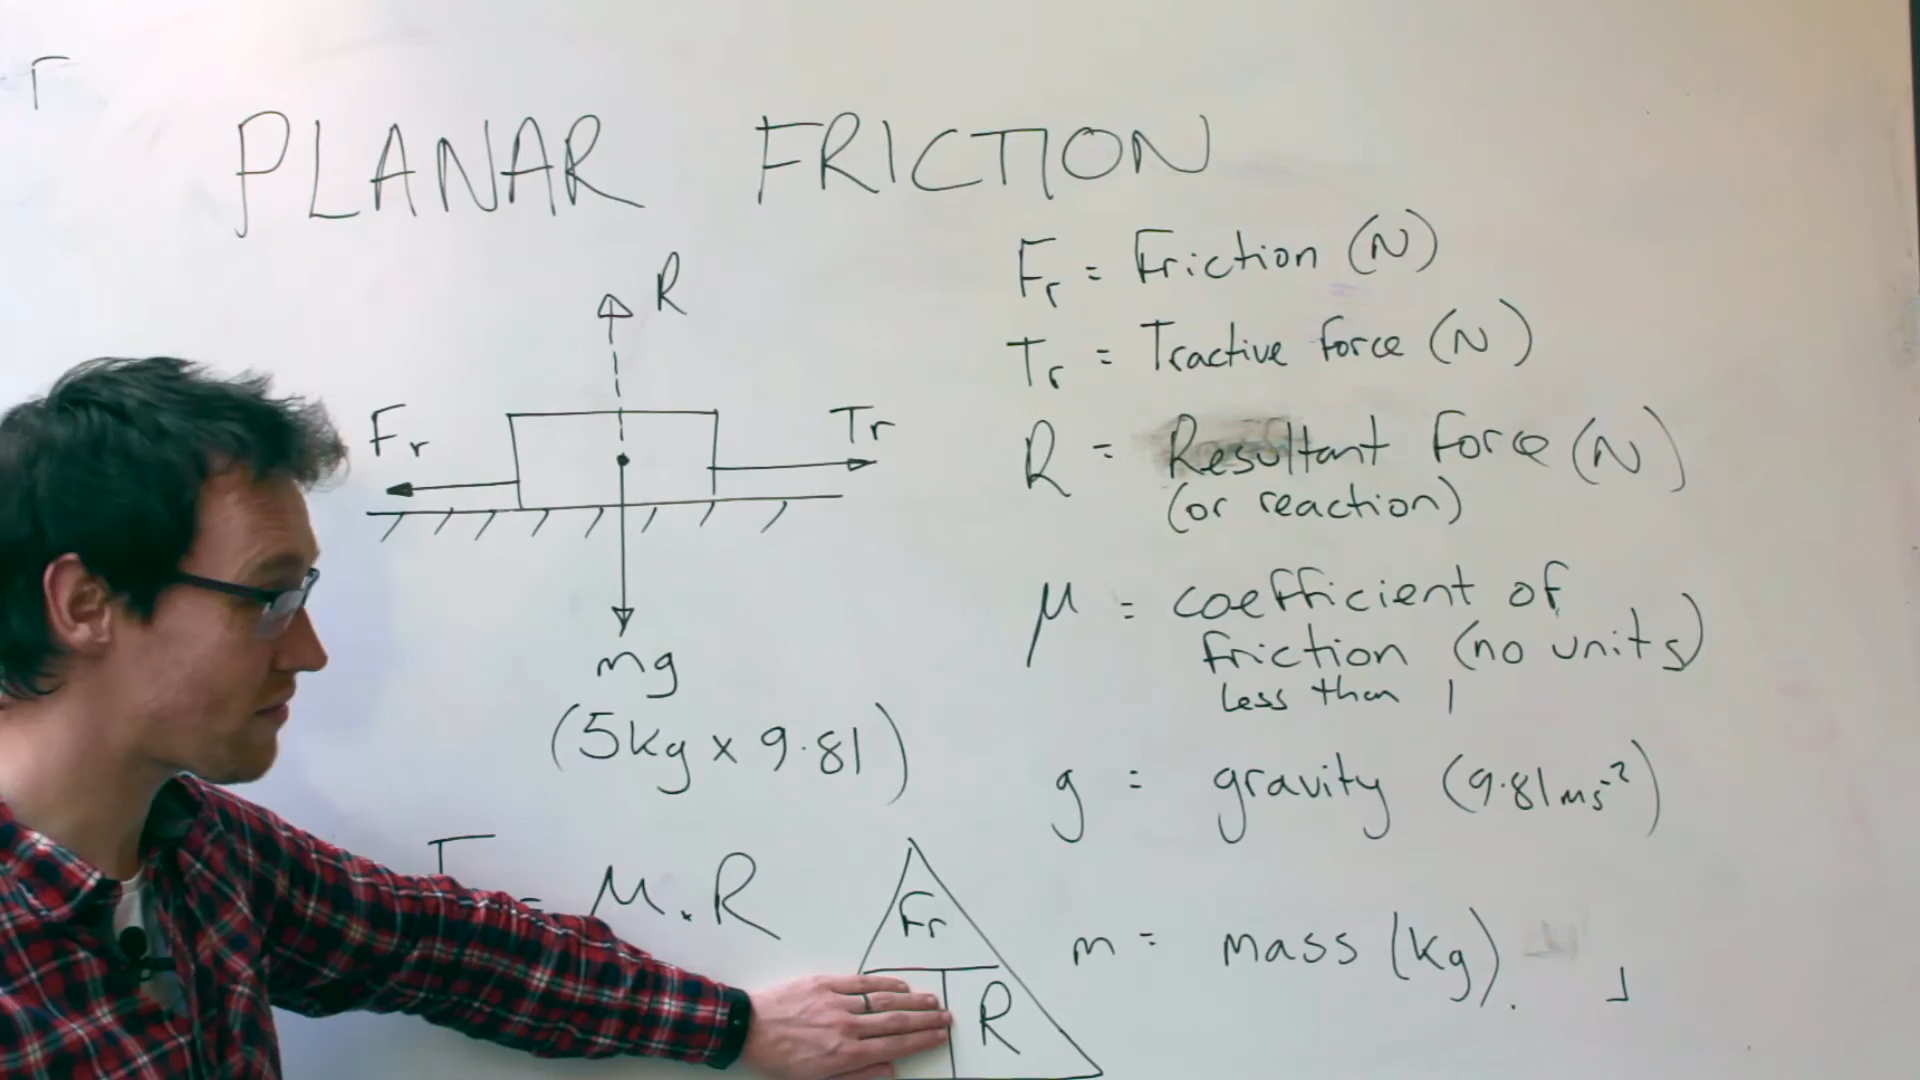 PLANAR FRICTION
R
Fr
Tr
mg
(5kg x 9.81)
= μ . R
Fr
R
Fr = Friction (N)
Tr = Tractive Force (N)
R = Resultant Force (N)
(or reaction)
μ = coefficient of
friction (no units)
less than 1
g = gravity (9.81ms⁻²)
m = mass (kg).